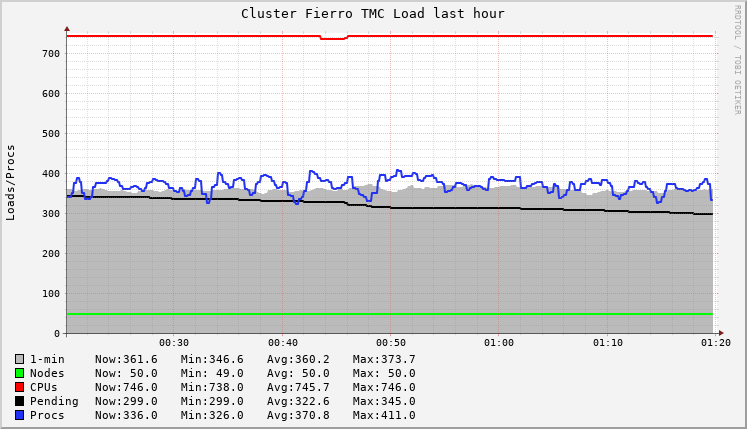 Cluster Fierro TMC Load last hour
RRDTOOL / TOBI OETIKER
Loads/Procs
700
600
500
400
300
200
100
0
00:30 00:40 00:50 01:00 01:10 01:20
1-min Now:361.6 Min:346.6 Avg:360.2 Max:373.7
Nodes Now: 50.0 Min: 49.0 Avg: 50.0 Max: 50.0
CPUs Now:746.0 Min:738.0 Avg:745.7 Max:746.0
Pending Now:299.0 Min:299.0 Avg:322.6 Max:345.0
Procs Now:336.0 Min:326.0 Avg:370.8 Max:411.0